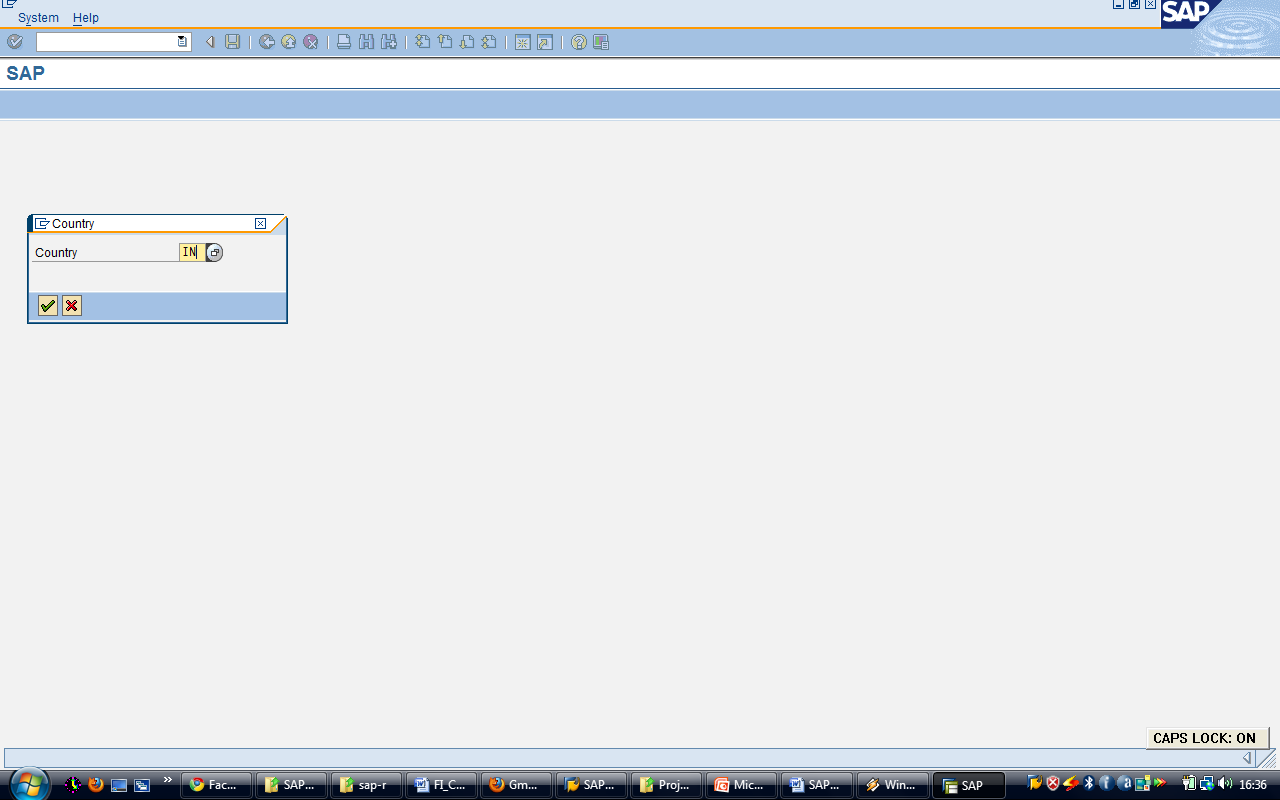 System Help
SAP
SAP
Country
Country IN
CAPS LOCK: ON
» Fac... SAP... sap-r FI_C... Gm... SAP... Proj... Mic... SAP... Win... SAP 16:36